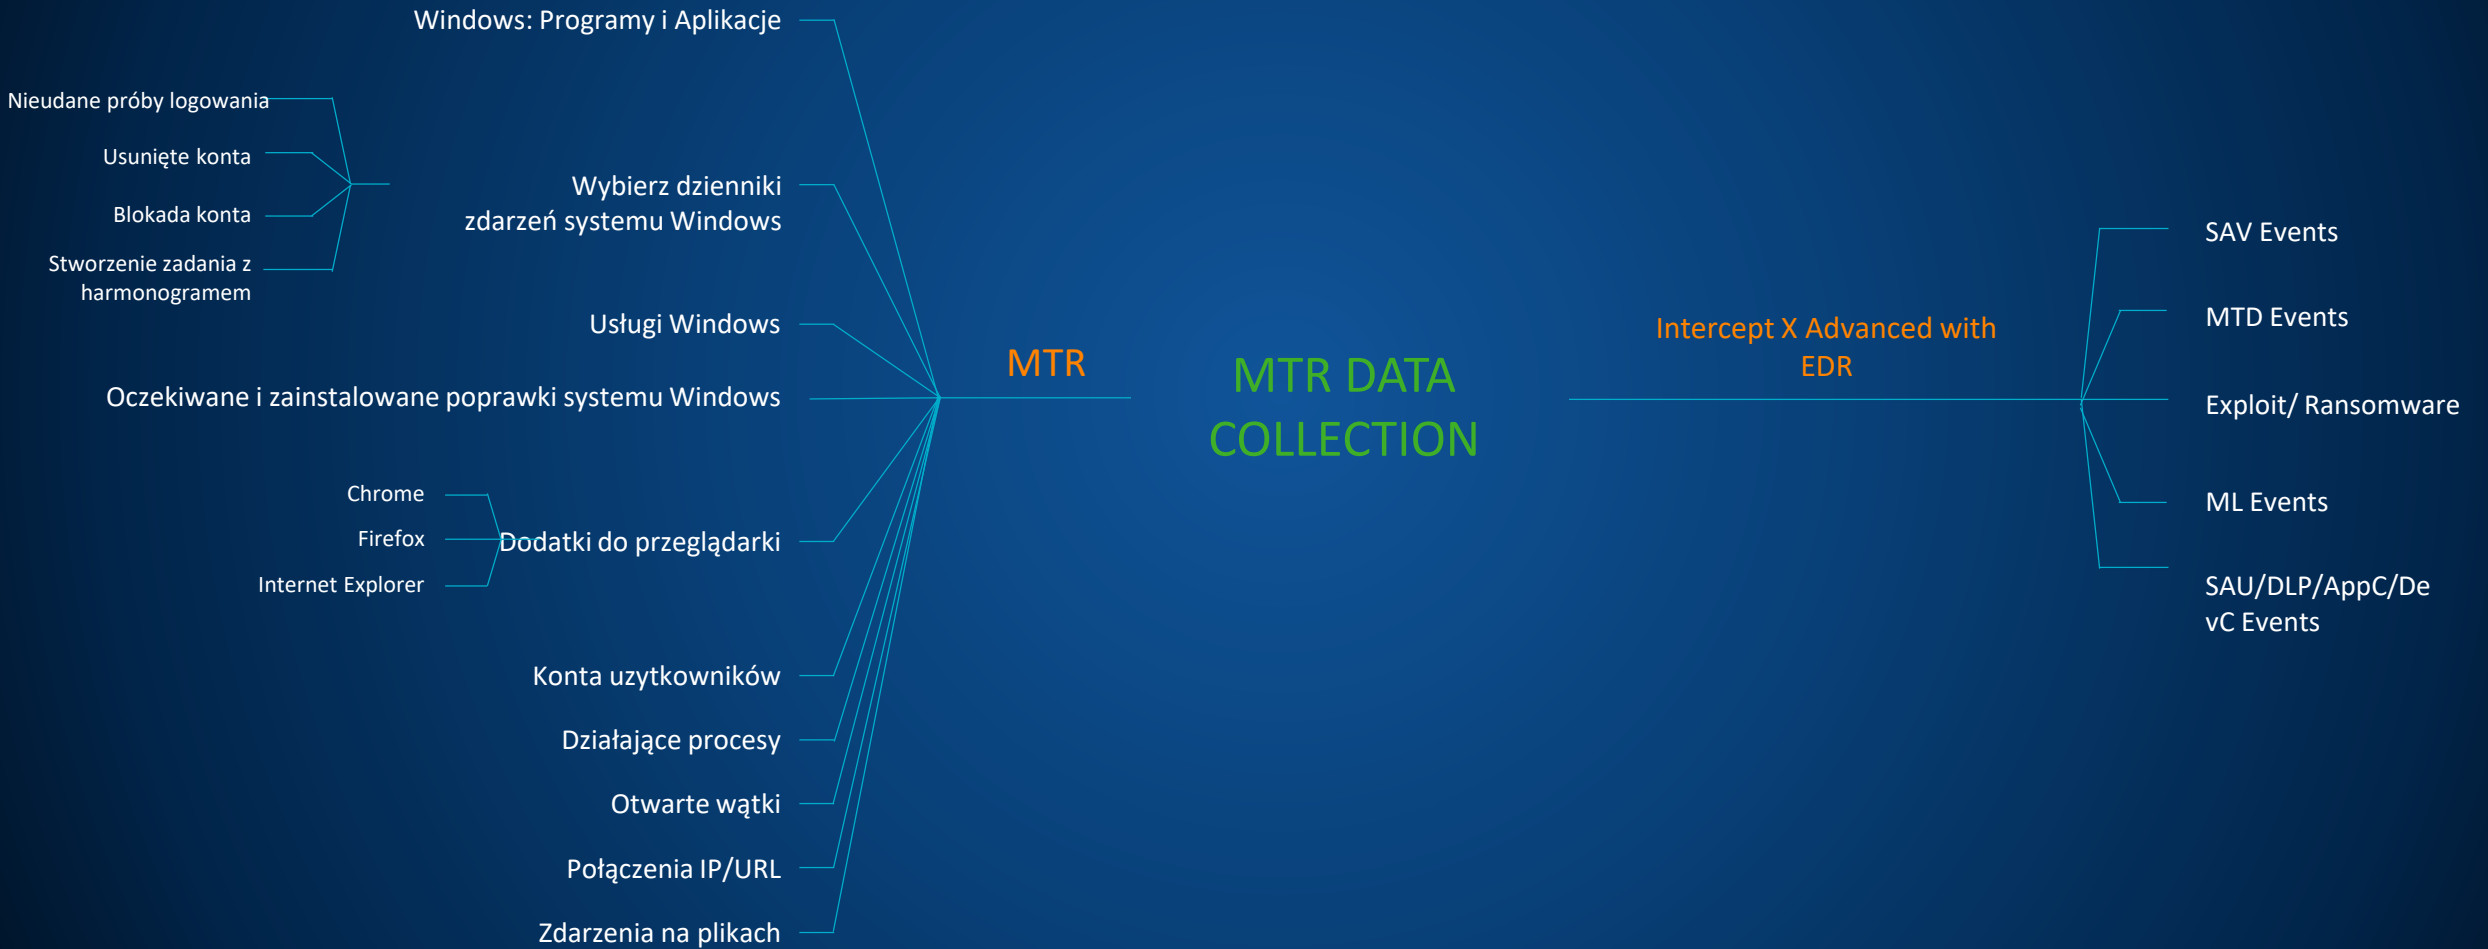 Windows: Programy i Aplikacje
Nieudane próby logowania
Usunięte konta
Blokada konta
Stworzenie zadania z
harmonogramem
Wybierz dzienniki
zdarzeń systemu Windows
Usługi Windows
Oczekiwane i zainstalowane poprawki systemu Windows
Chrome
Firefox
Internet Explorer
Dodatki do przeglądarki
Konta uzytkowników
Działające procesy
Otwarte wątki
Połączenia IP/URL
Zdarzenia na plikach
MTR
MTR DATA
COLLECTION
Intercept X Advanced with
EDR
SAV Events
MTD Events
Exploit/ Ransomware
ML Events
SAU/DLP/AppC/De
vC Events